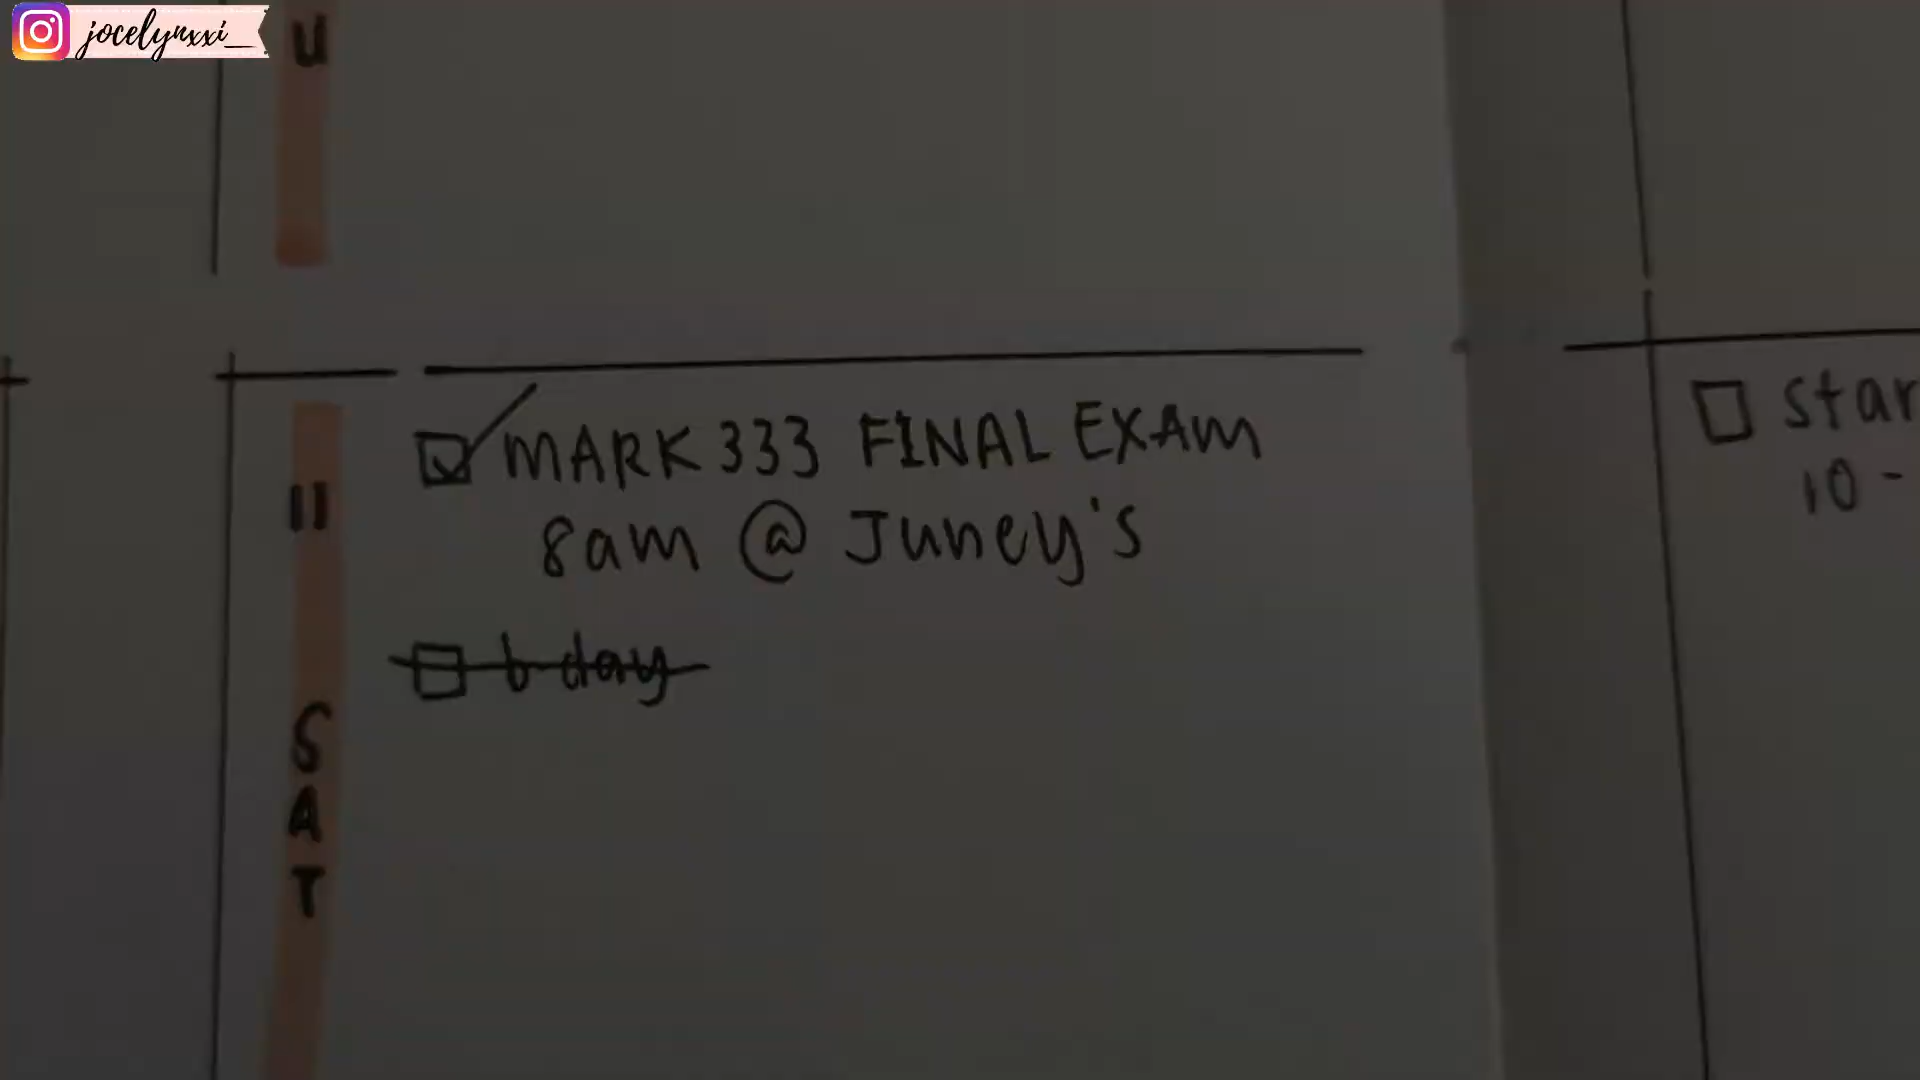 jocelynxxi_
U
MARK 333 FINAL EXAM
8am @ Juney's
b day
11
SAT
star
10 -